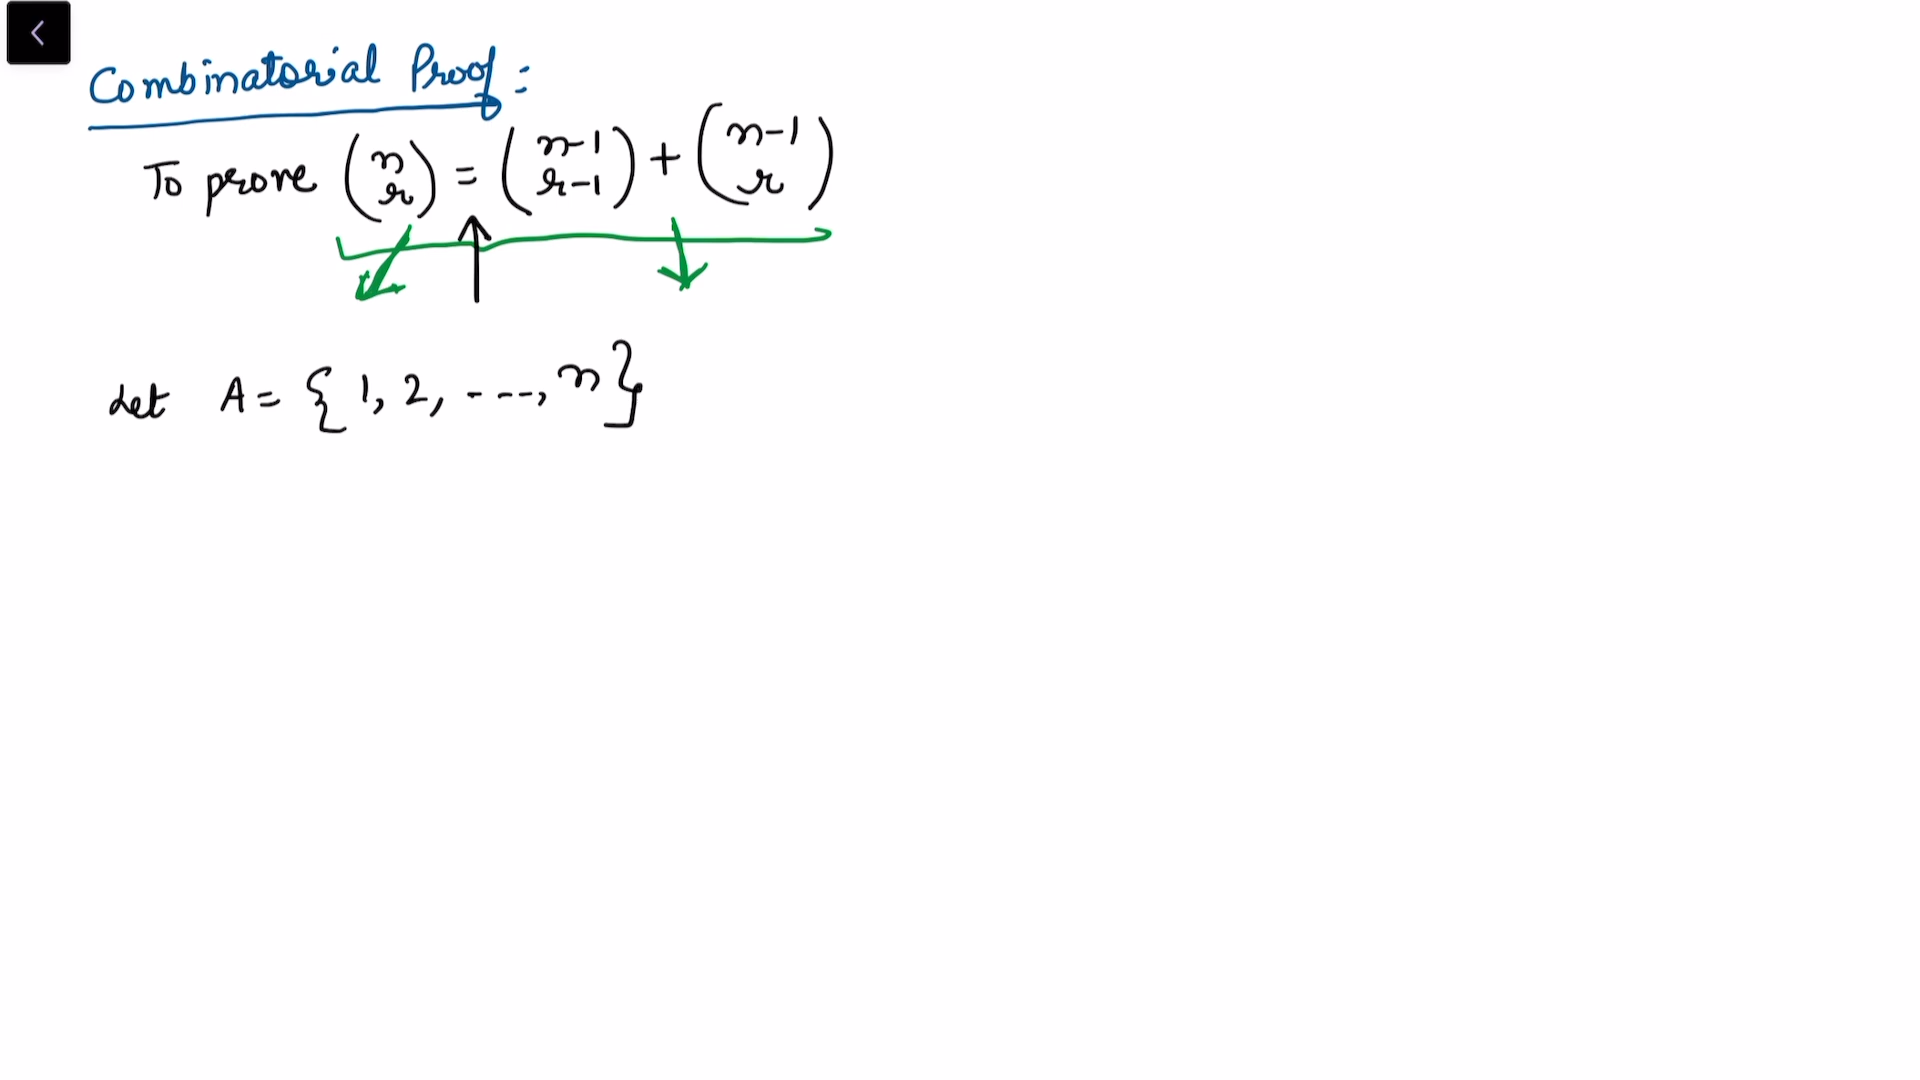 Combinatorial Proof:
To prove (n r) = (n-1 r-1) + (n-1 r)
Let A = { 1, 2, ----, n }